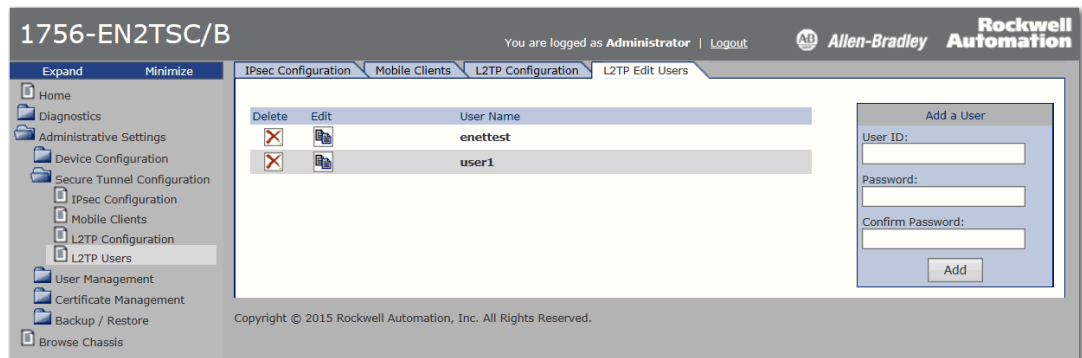 1756-EN2TSC/B
You are logged as Administrator | Logout
AB Allen-Bradley
Rockwell
Automation
Expand Minimize
IPsec Configuration Mobile Clients L2TP Configuration L2TP Edit Users
Home
Diagnostics
Administrative Settings
Device Configuration
Secure Tunnel Configuration
IPsec Configuration
Mobile Clients
L2TP Configuration
L2TP Users
User Management
Certificate Management
Backup / Restore
Browse Chassis
Delete Edit User Name
enettest
user1
Add a User
User ID:
Password:
Confirm Password:
Add
Copyright © 2015 Rockwell Automation, Inc. All Rights Reserved.